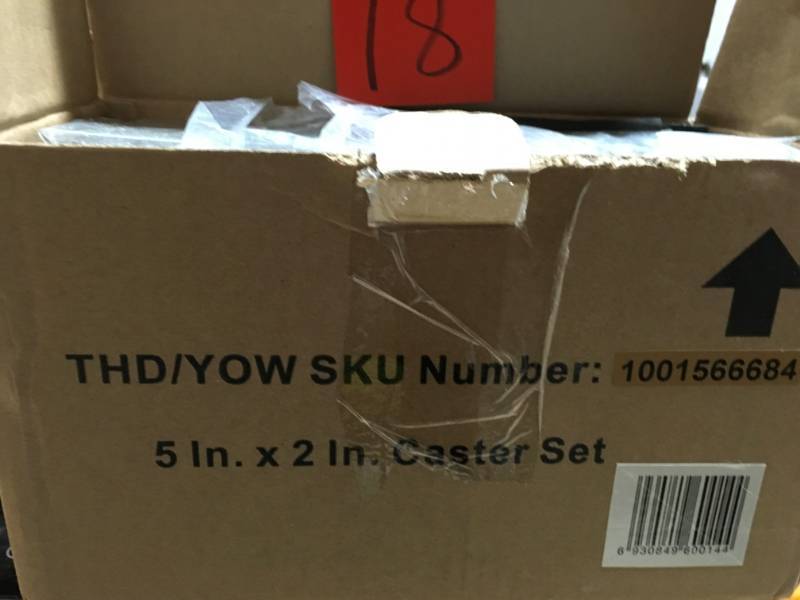 18
THD/YOW SKU Number: 1001566684
5 In. x 2 In. Caster Set
6 930849 600144